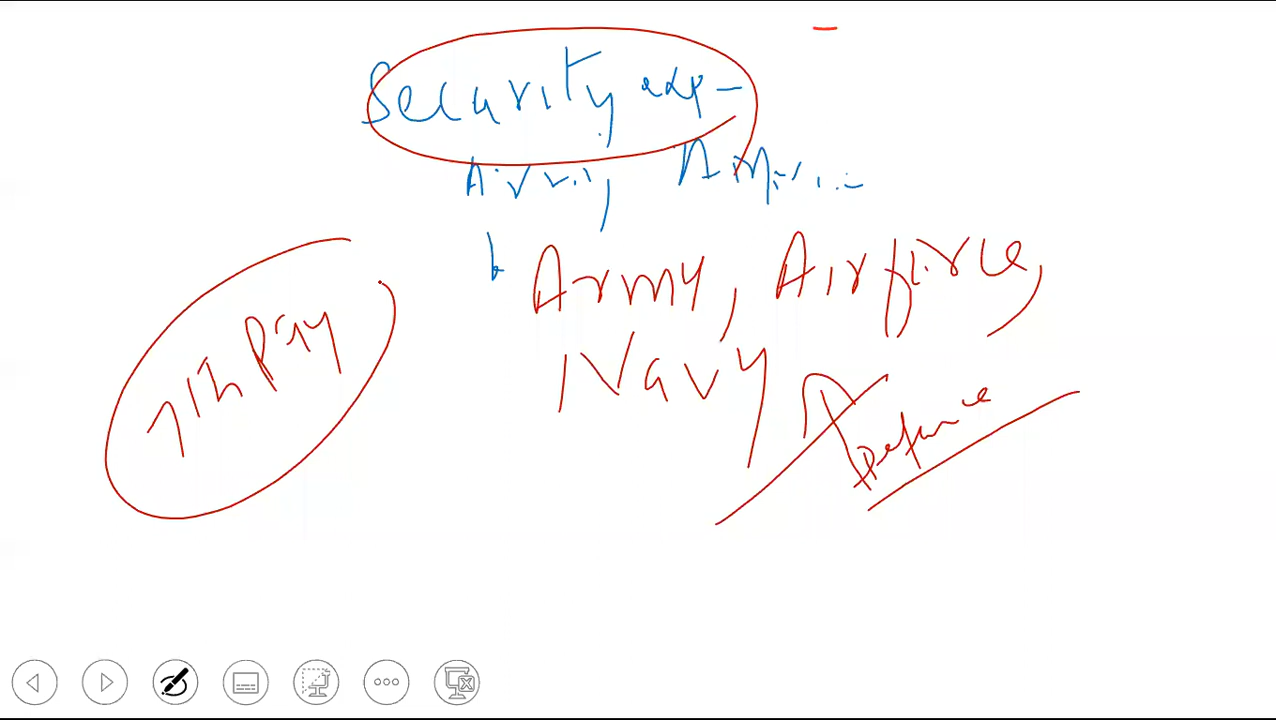 Security exp-
Army, Airforce,
7th Pay
Navy
Defence